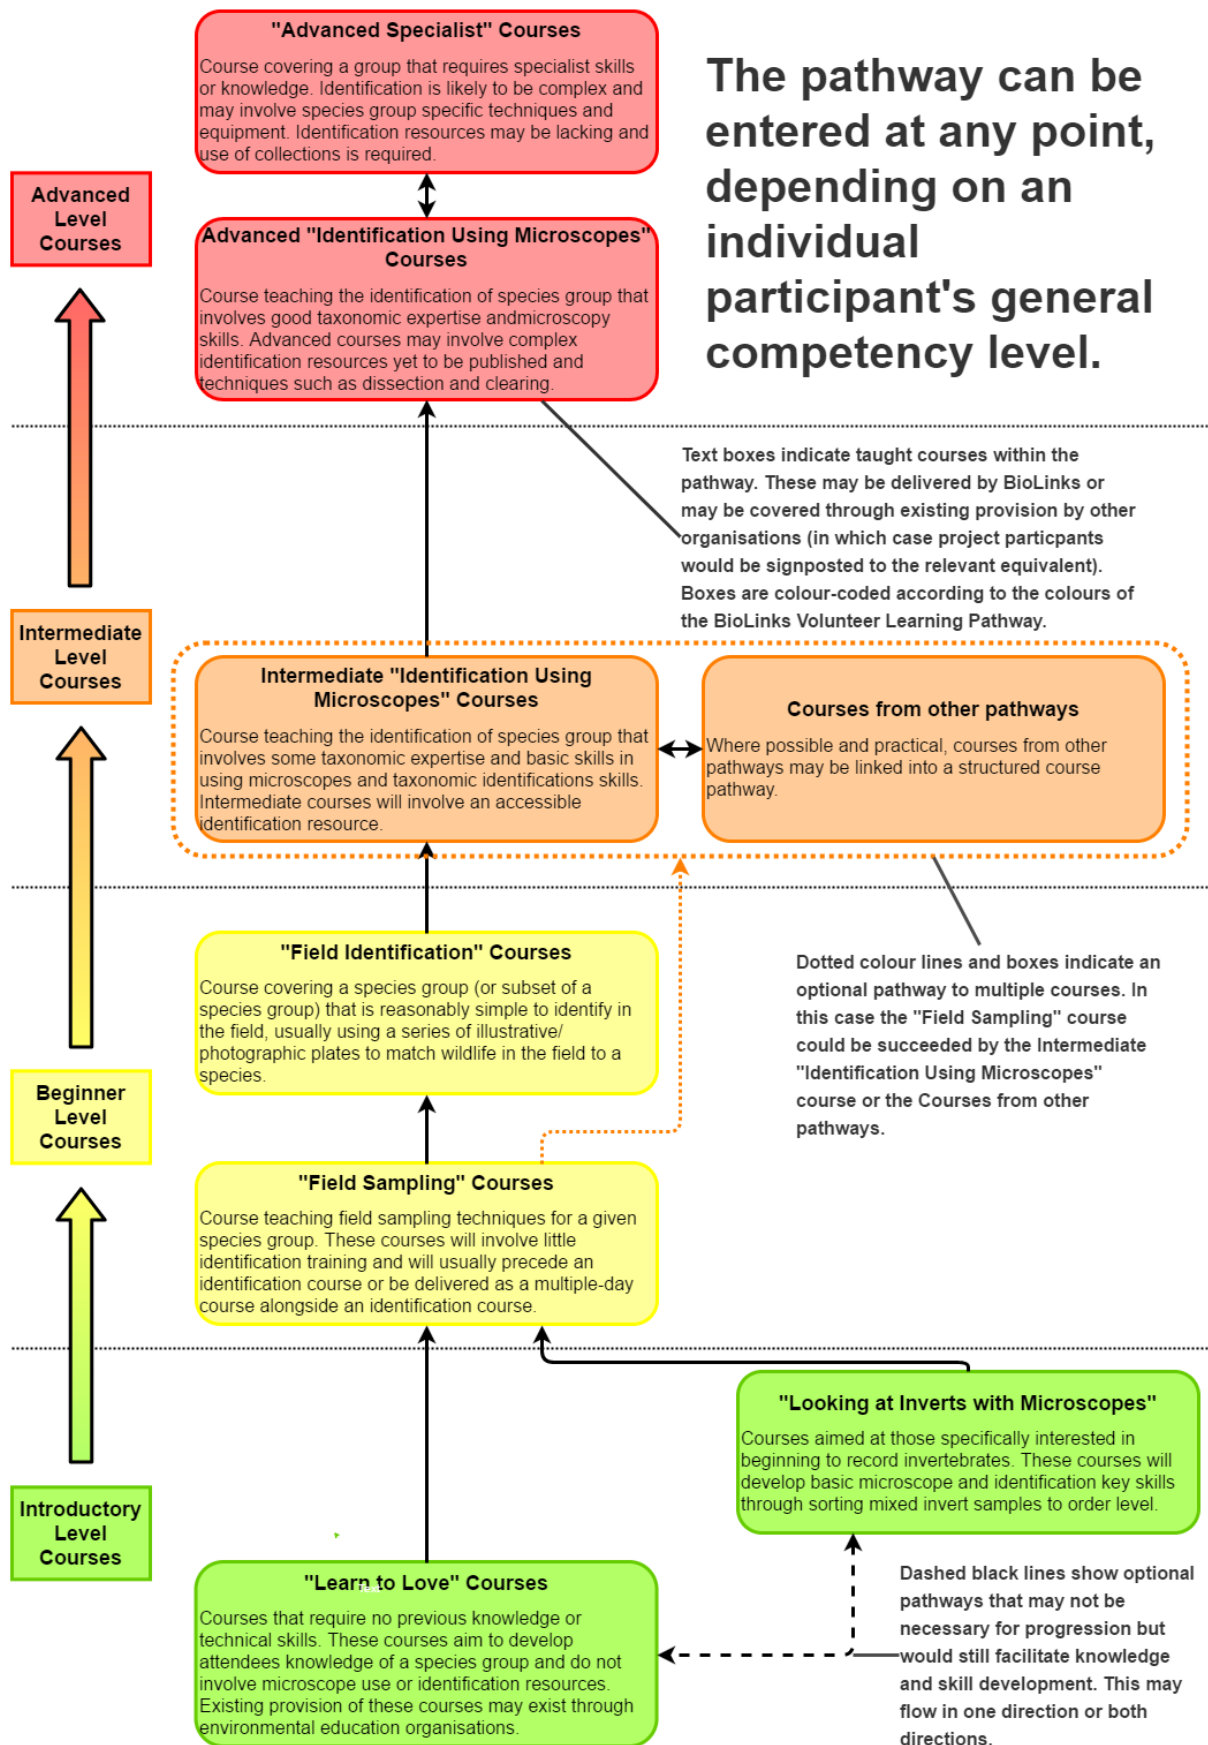 "Advanced Specialist" Courses
Course covering a group that requires specialist skills
or knowledge. Identification is likely to be complex and
may involve species group specific techniques and
equipment. Identification resources may be lacking and
use of collections is required.
The pathway can be
entered at any point,
depending on an
individual
participant's general
competency level.
Advanced
Level
Courses
Advanced "Identification Using Microscopes"
Courses
Course teaching the identification of species group that
involves good taxonomic expertise andmicroscopy
skills. Advanced courses may involve complex
identification resources yet to be published and
techniques such as dissection and clearing.
Text boxes indicate taught courses within the
pathway. These may be delivered by BioLinks or
may be covered through existing provision by other
organisations (in which case project particpants
would be signposted to the relevant equivalent).
Boxes are colour-coded according to the colours of
the BioLinks Volunteer Learning Pathway.
Intermediate
Level
Courses
Intermediate "Identification Using
Microscopes" Courses
Course teaching the identification of species group that
involves some taxonomic expertise and basic skills in
using microscopes and taxonomic identifications skills.
Intermediate courses will involve an accessible
identification resource.
Courses from other pathways
Where possible and practical, courses from other
pathways may be linked into a structured course
pathway.
"Field Identification" Courses
Course covering a species group (or subset of a
species group) that is reasonably simple to identify in
the field, usually using a series of illustrative/
photographic plates to match wildlife in the field to a
species.
Dotted colour lines and boxes indicate an
optional pathway to multiple courses. In
this case the "Field Sampling" course
could be succeeded by the Intermediate
"Identification Using Microscopes"
course or the Courses from other
pathways.
Beginner
Level
Courses
"Field Sampling" Courses
Course teaching field sampling techniques for a given
species group. These courses will involve little
identification training and will usually precede an
identification course or be delivered as a multiple-day
course alongside an identification course.
"Looking at Inverts with Microscopes"
Courses aimed at those specifically interested in
beginning to record invertebrates. These courses will
develop basic microscope and identification key skills
through sorting mixed invert samples to order level.
Introductory
Level
Courses
"Learn to Love" Courses
Text
Courses that require no previous knowledge or
technical skills. These courses aim to develop
attendees knowledge of a species group and do not
involve microscope use or identification resources.
Existing provision of these courses may exist through
environmental education organisations.
Dashed black lines show optional
pathways that may not be
necessary for progression but
would still facilitate knowledge
and skill development. This may
flow in one direction or both
directions.